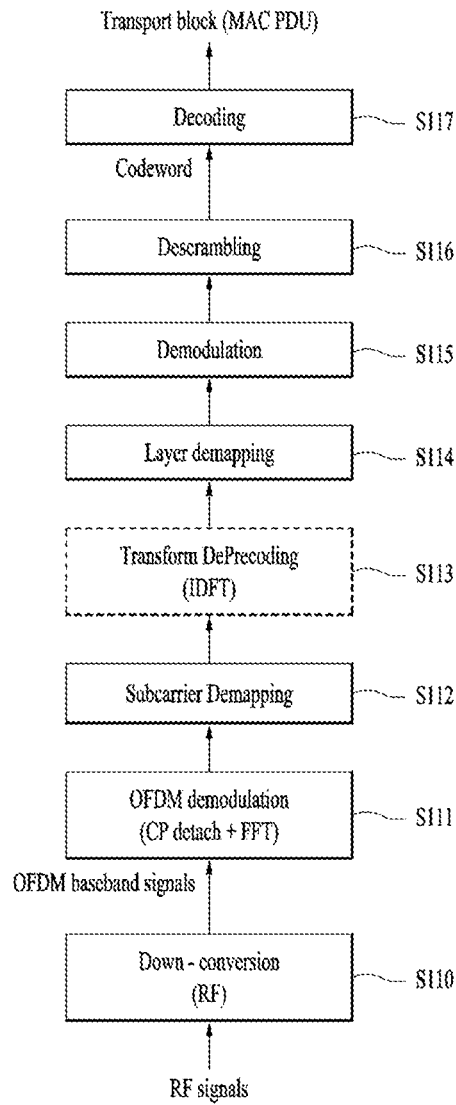 Transport block (MAC PDU)
Decoding
S117
Codeword
Descrambling
S116
Demodulation
S115
Layer demapping
S114
Transform DePrecoding
(IDFT)
S113
Subcarrier Demapping
S112
OFDM demodulation
(CP detach + FFT)
S111
OFDM baseband signals
Down - conversion
(RF)
S110
RF signals